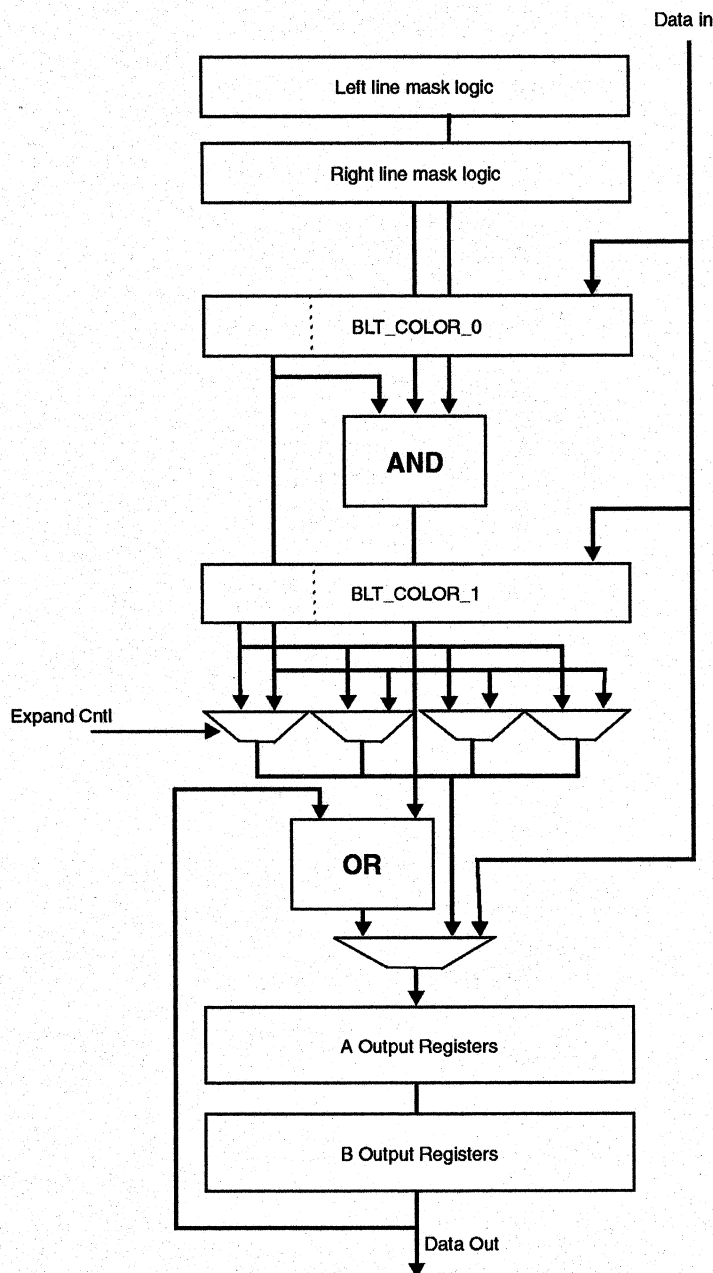 Data in
Left line mask logic
Right line mask logic
BLT_COLOR_0
AND
BLT_COLOR_1
Expand Cntl
OR
A Output Registers
B Output Registers
Data Out